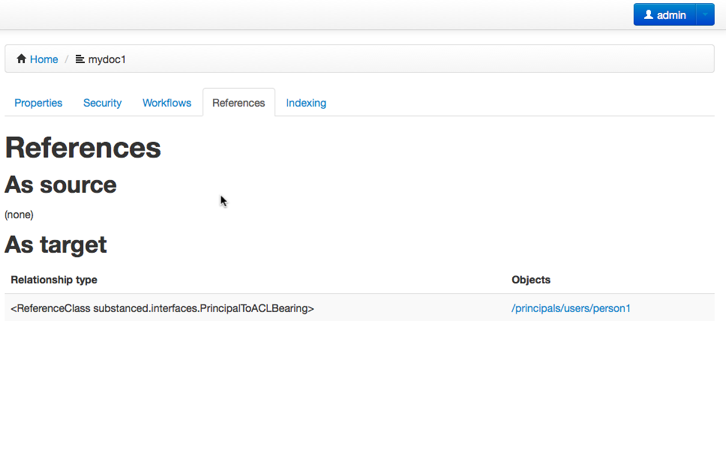 admin
Home / mydoc1
Properties Security Workflows References Indexing
References
As source
(none)
As target
Relationship type Objects
<ReferenceClass substanced.interfaces.PrincipalToACLBearing> /principals/users/person1